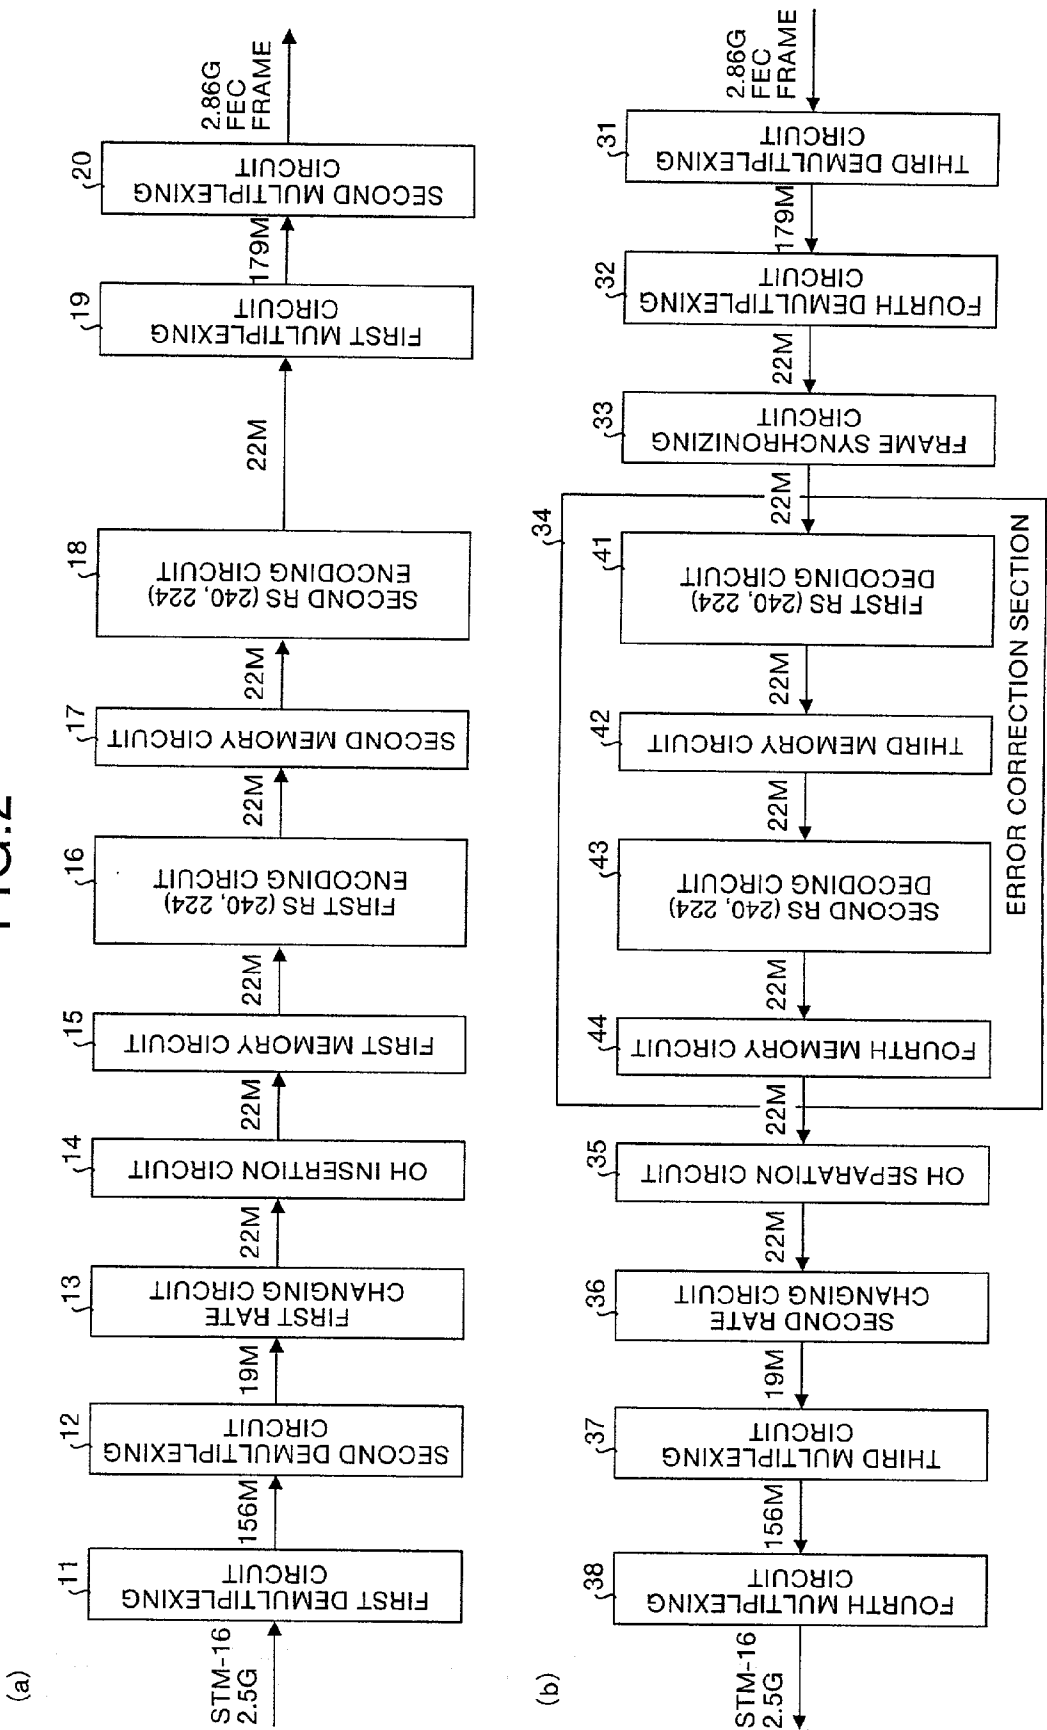 FIG.2
(a)
STM-16
2.5G
11
FIRST DEMULTIPLEXING
CIRCUIT
156M
12
SECOND DEMULTIPLEXING
CIRCUIT
19M
13
FIRST RATE
CHANGING CIRCUIT
22M
14
OH INSERTION CIRCUIT
22M
15
FIRST MEMORY CIRCUIT
22M
16
FIRST RS (240, 224)
ENCODING CIRCUIT
22M
17
SECOND MEMORY CIRCUIT
22M
18
SECOND RS (240, 224)
ENCODING CIRCUIT
22M
19
FIRST MULTIPLEXING
CIRCUIT
179M
20
SECOND MULTIPLEXING
CIRCUIT
2.86G
FEC
FRAME
(b)
STM-16
2.5G
38
FOURTH MULTIPLEXING
CIRCUIT
156M
37
THIRD MULTIPLEXING
CIRCUIT
19M
36
SECOND RATE
CHANGING CIRCUIT
22M
35
OH SEPARATION CIRCUIT
22M
44
FOURTH MEMORY CIRCUIT
22M
43
SECOND RS (240, 224)
DECODING CIRCUIT
22M
42
THIRD MEMORY CIRCUIT
22M
41
FIRST RS (240, 224)
DECODING CIRCUIT
34
ERROR CORRECTION SECTION
22M
33
FRAME SYNCHRONIZING
CIRCUIT
22M
32
FOURTH DEMULTIPLEXING
CIRCUIT
179M
31
THIRD DEMULTIPLEXING
CIRCUIT
2.86G
FEC
FRAME